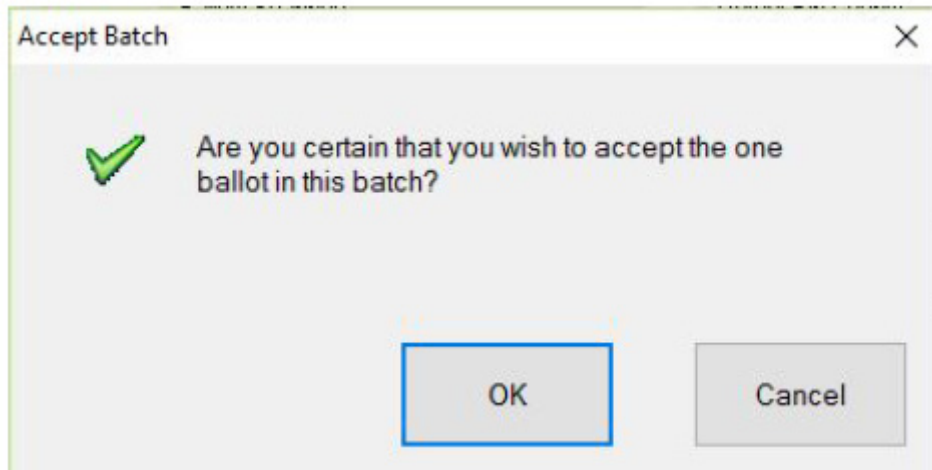 Accept Batch
Are you certain that you wish to accept the one
ballot in this batch?
OK
Cancel